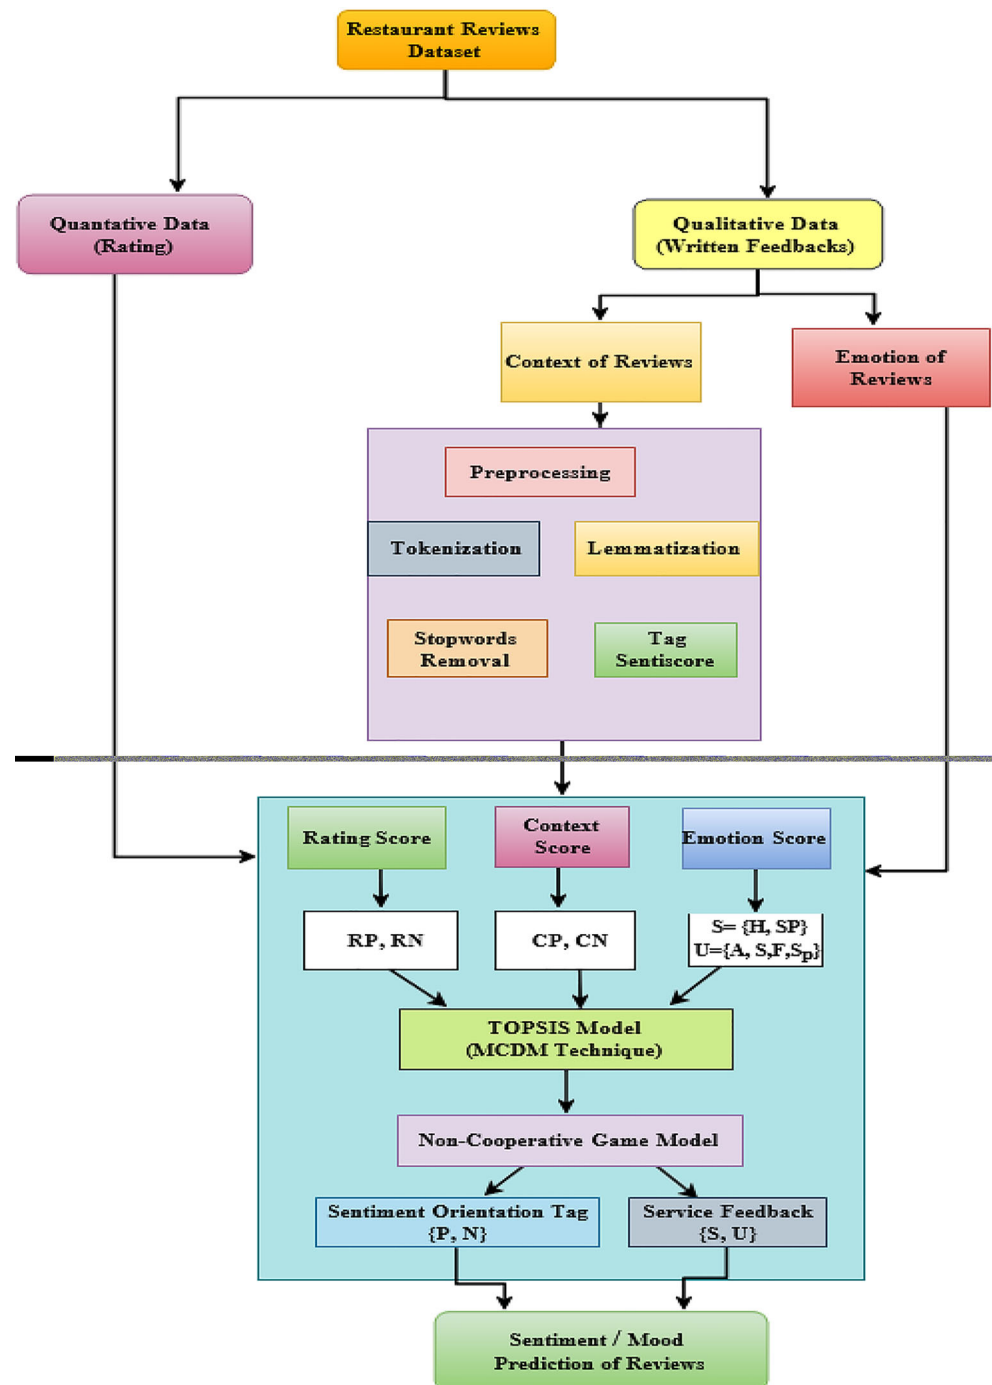 Restaurant Reviews
Dataset
Quantative Data
(Rating)
Qualitative Data
(Written Feedbacks)
Context of Reviews
Emotion of
Reviews
Preprocessing
Tokenization
Lemmatization
Stopwords
Removal
Tag
Sentiscore
Rating Score
Context
Score
Emotion Score
RP, RN
CP, CN
S= {H, SP}
U={A, S,F,Sp}
TOPSIS Model
(MCDM Technique)
Non-Cooperative Game Model
Sentiment Orientation Tag
{P, N}
Service Feedback
{S, U}
Sentiment / Mood
Prediction of Reviews